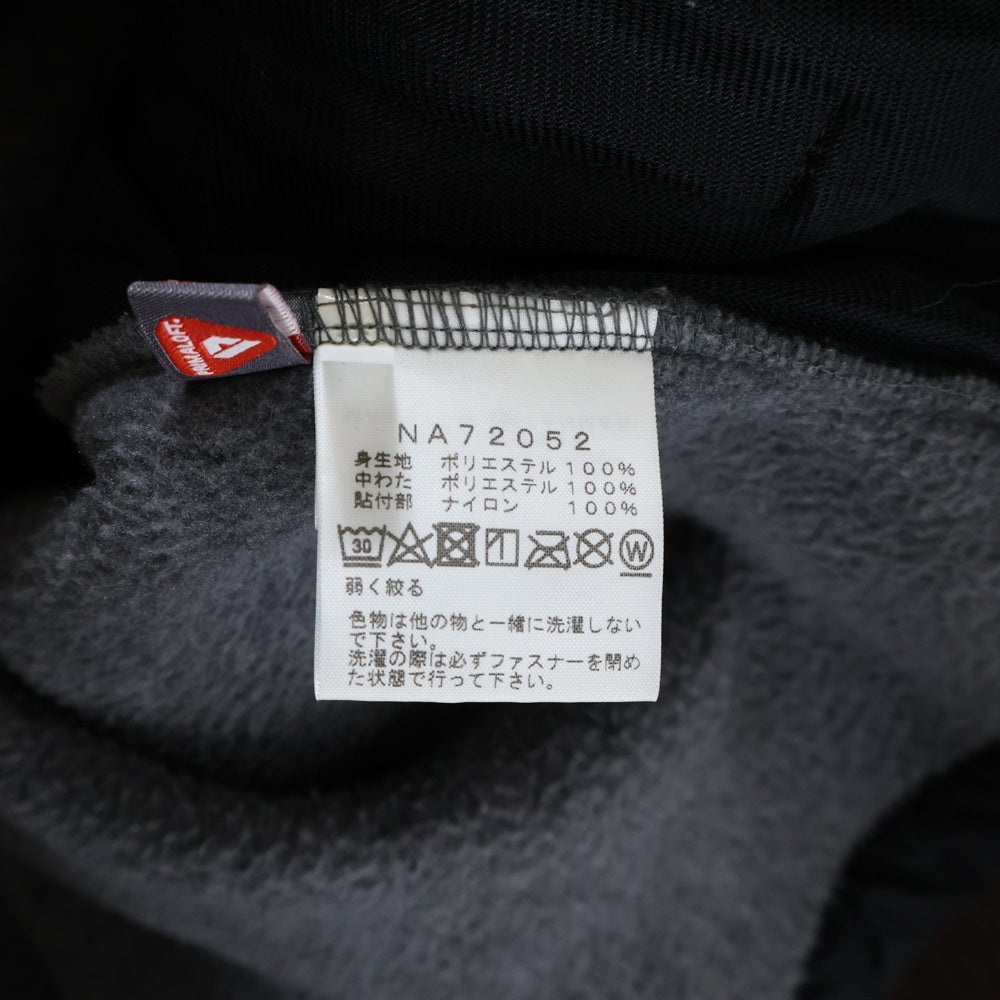 PRIMALOFT.
NA72052
身生地 ポリエステル 100%
中わた ポリエステル 100%
貼付部 ナイロン 100%
30 W
弱く絞る
色物は他の物と一緒に洗濯しない
で下さい。
洗濯の際は必ずファスナーを閉め
た状態で行って下さい。